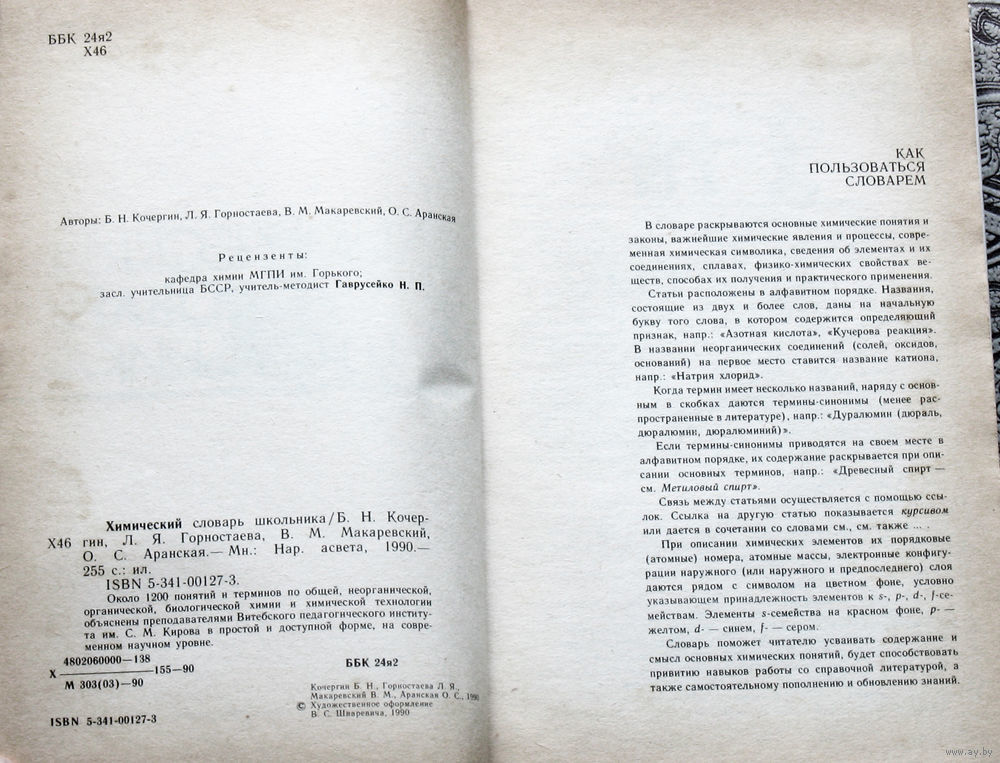 ББК 24я2
Х46
Авторы: Б. Н. Кочергин, Л. Я. Горностаева, В. М. Макаревский, О. С. Аранская
Рецензенты:
кафедра химии МГПИ им. Горького;
засл. учительница БССР, учитель-методист Гаврусейко Н. П.
Химический словарь школьника/Б. Н. Кочер-
Х46 гин, Л. Я. Горностаева, В. М. Макаревский,
О. С. Аранская.— Мн.: Нар. асвета, 1990.—
255 с.: ил.
ISBN 5-341-00127-3.
Около 1200 понятий и терминов по общей, неорганической,
органической, биологической химии и химической технологии
объяснены преподавателями Витебского педагогического институ-
та им. С. М. Кирова в простой и доступной форме, на совре-
менном научном уровне.
4802060000—138
Х 155—90
М 303(03)—90
ББК 24я2
Кочергин Б. Н., Горностаева Л. Я.,
Макаревский В. М., Аранская О. С., 1990
© Художественное оформление
В. С. Шваревича, 1990
ISBN 5-341-00127-3
КАК
ПОЛЬЗОВАТЬСЯ
СЛОВАРЕМ
В словаре раскрываются основные химические понятия и
законы, важнейшие химические явления и процессы, совре-
менная химическая символика, сведения об элементах и их
соединениях, сплавах, физико-химических свойствах ве-
ществ, способах их получения и практического применения.
Статьи расположены в алфавитном порядке. Названия,
состоящие из двух и более слов, даны на начальную
букву того слова, в котором содержится определяющий
признак, напр.: «Азотная кислота», «Кучерова реакция».
В названии неорганических соединений (солей, оксидов,
оснований) на первое место ставится название катиона,
напр.: «Натрия хлорид».
Когда термин имеет несколько названий, наряду с основ-
ным в скобках даются термины-синонимы (менее рас-
пространенные в литературе), напр.: «Дуралюмин (дюраль,
дюралюмин, дюралюминий)».
Если термины-синонимы приводятся на своем месте в
алфавитном порядке, их содержание раскрывается при опи-
сании основных терминов, напр.: «Древесный спирт —
см. Метиловый спирт».
Связь между статьями осуществляется с помощью ссы-
лок. Ссылка на другую статью показывается курсивом
или дается в сочетании со словами см., см. также ... .
При описании химических элементов их порядковые
(атомные) номера, атомные массы, электронные конфигу-
рации наружного (или наружного и предпоследнего) слоя
даются рядом с символом на цветном фоне, условно
указывающем принадлежность элементов к s-, p-, d-, f-се-
мействам. Элементы s-семейства на красном фоне, p- —
желтом, d- — синем, f- — сером.
Словарь поможет читателю усваивать содержание и
смысл основных химических понятий, будет способствовать
привитию навыков работы со справочной литературой, а
также самостоятельному пополнению и обновлению знаний.
www.ay.by